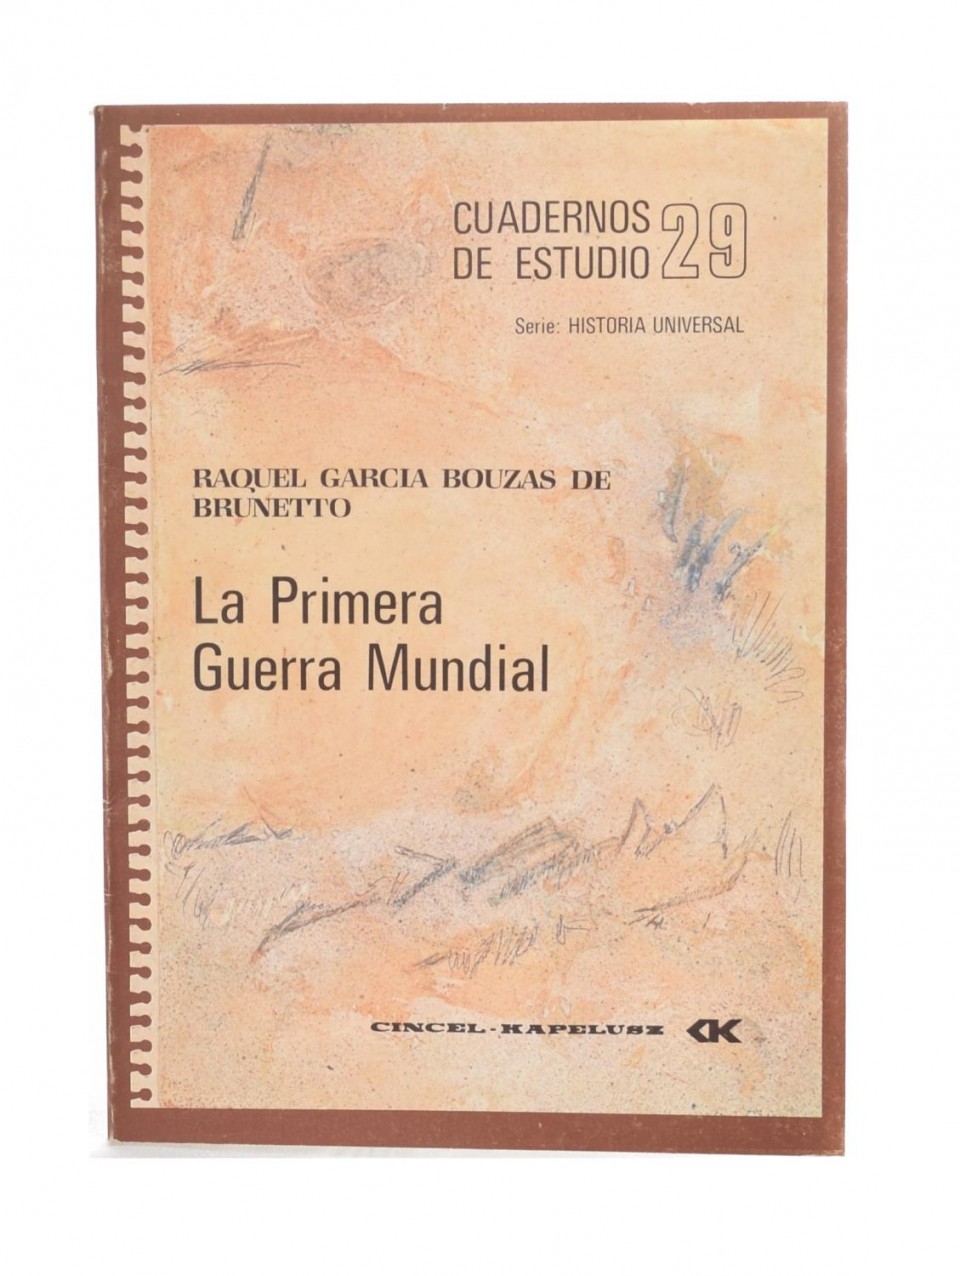 CUADERNOS
DE ESTUDIO 29
Serie: HISTORIA UNIVERSAL
RAQUEL GARCIA BOUZAS DE
BRUNETTO
La Primera
Guerra Mundial
CINCEL-KAPELUSZ CK